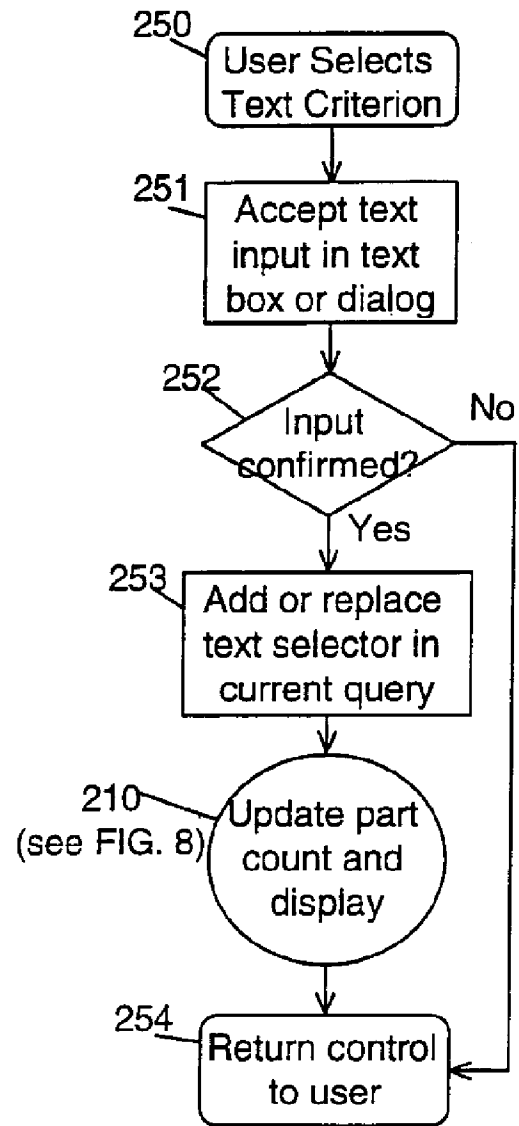 250
User Selects
Text Criterion
251
Accept text
input in text
box or dialog
252
No
Input
confirmed?
Yes
253
Add or replace
text selector in
current query
210
(see FIG. 8)
Update part
count and
display
254
Return control
to user